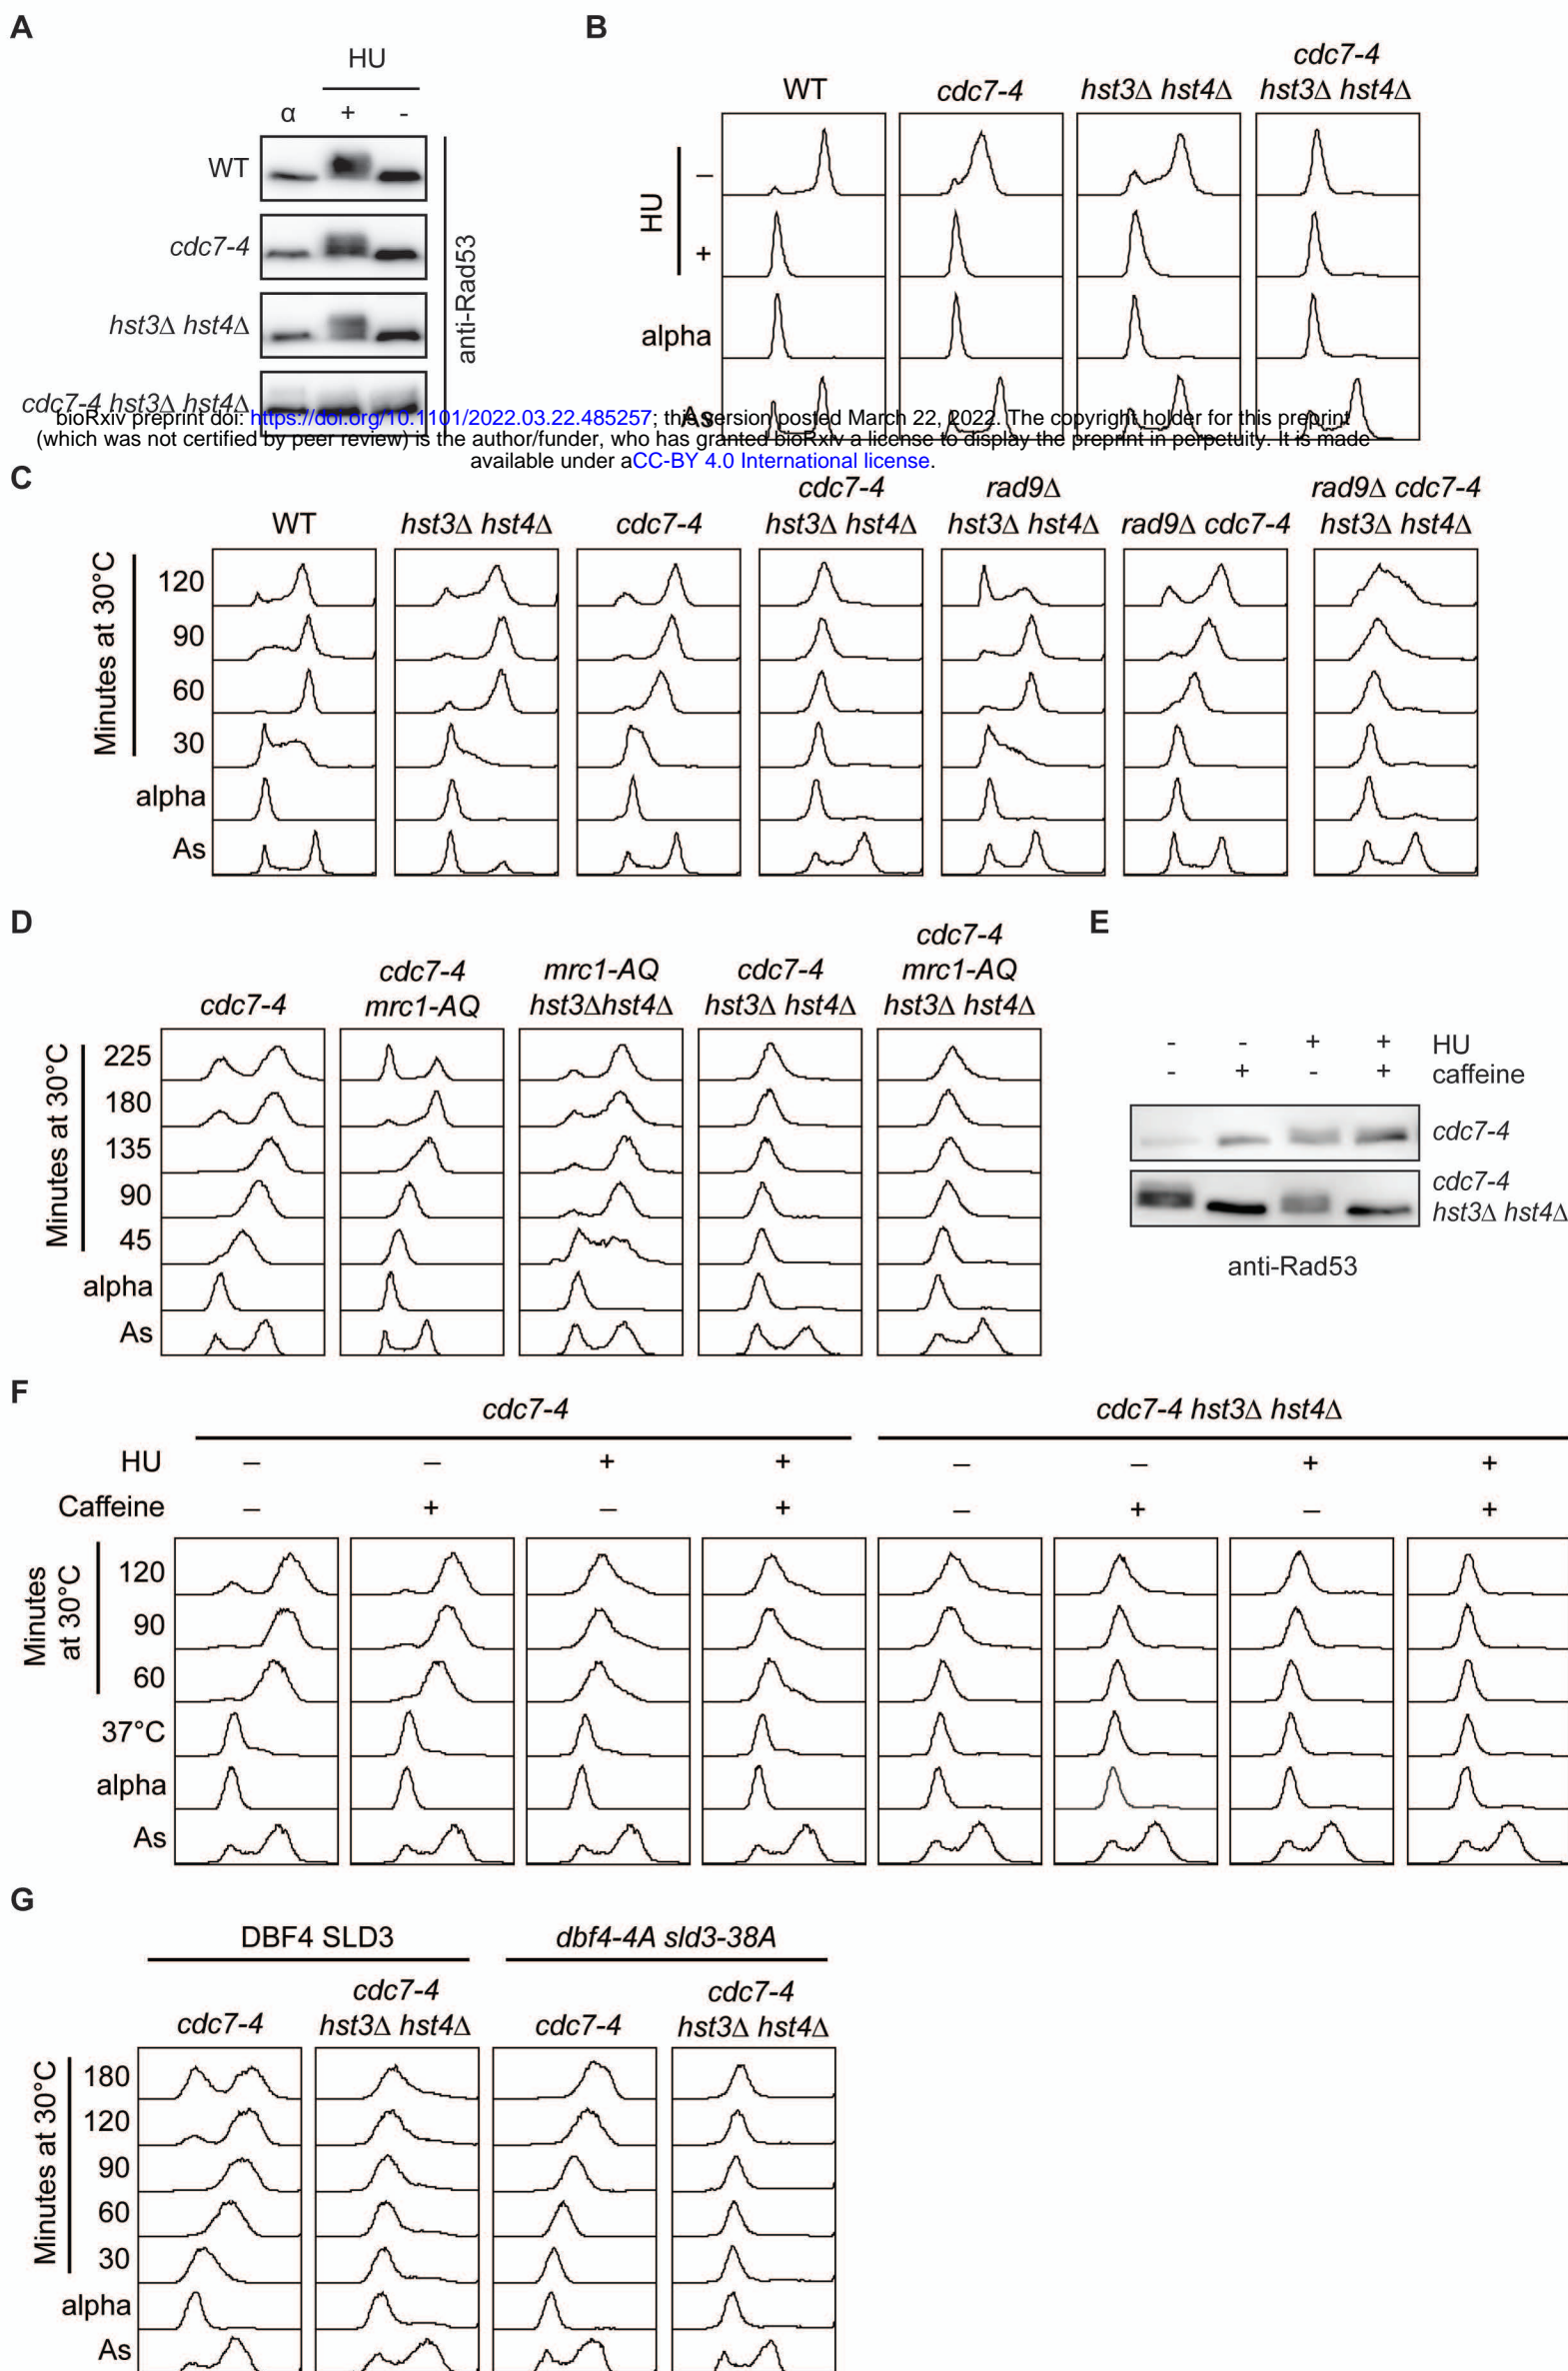 A
HU
α + -
WT
cdc7-4
hst3Δ hst4Δ
cdc7-4 hst3Δ hst4Δ
anti-Rad53
B
WT
cdc7-4
hst3Δ hst4Δ
cdc7-4
hst3Δ hst4Δ
HU
–
+
alpha
As
bioRxiv preprint doi: https://doi.org/10.1101/2022.03.22.485257; this version posted March 22, 2022. The copyright holder for this preprint
(which was not certified by peer review) is the author/funder, who has granted bioRxiv a license to display the preprint in perpetuity. It is made
available under aCC-BY 4.0 International license.
C
WT
hst3Δ hst4Δ
cdc7-4
cdc7-4
hst3Δ hst4Δ
rad9Δ
hst3Δ hst4Δ
rad9Δ cdc7-4
rad9Δ cdc7-4
hst3Δ hst4Δ
Minutes at 30°C
120
90
60
30
alpha
As
D
cdc7-4
cdc7-4
mrc1-AQ
mrc1-AQ
hst3Δhst4Δ
cdc7-4
hst3Δ hst4Δ
cdc7-4
mrc1-AQ
hst3Δ hst4Δ
Minutes at 30°C
225
180
135
90
45
alpha
As
E
- - + + HU
- + - + caffeine
cdc7-4
cdc7-4
hst3Δ hst4Δ
anti-Rad53
F
cdc7-4
cdc7-4 hst3Δ hst4Δ
HU – – + + – – + +
Caffeine – + – + – + – +
Minutes
at 30°C
120
90
60
37°C
alpha
As
G
DBF4 SLD3
dbf4-4A sld3-38A
cdc7-4
cdc7-4
hst3Δ hst4Δ
cdc7-4
cdc7-4
hst3Δ hst4Δ
Minutes at 30°C
180
120
90
60
30
alpha
As